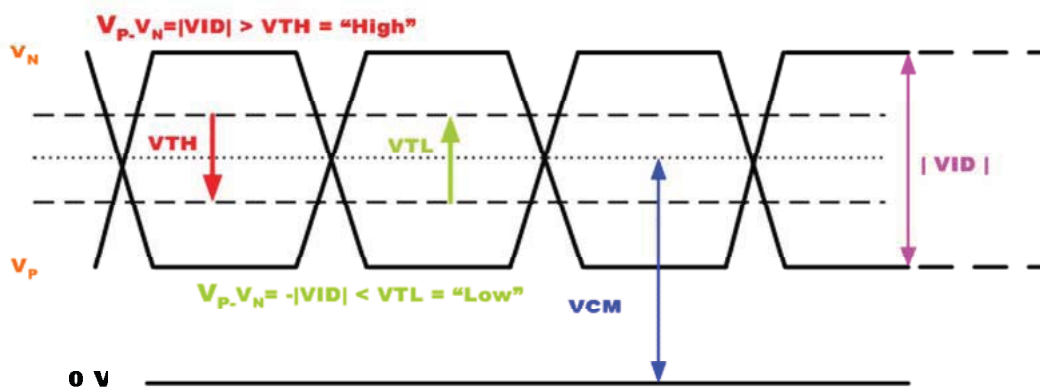 VP-VN=|VID| > VTH = “High”
VN
VTH
VTL
| VID |
VP
VP-VN= -|VID| < VTL = “Low”
VCM
0 V